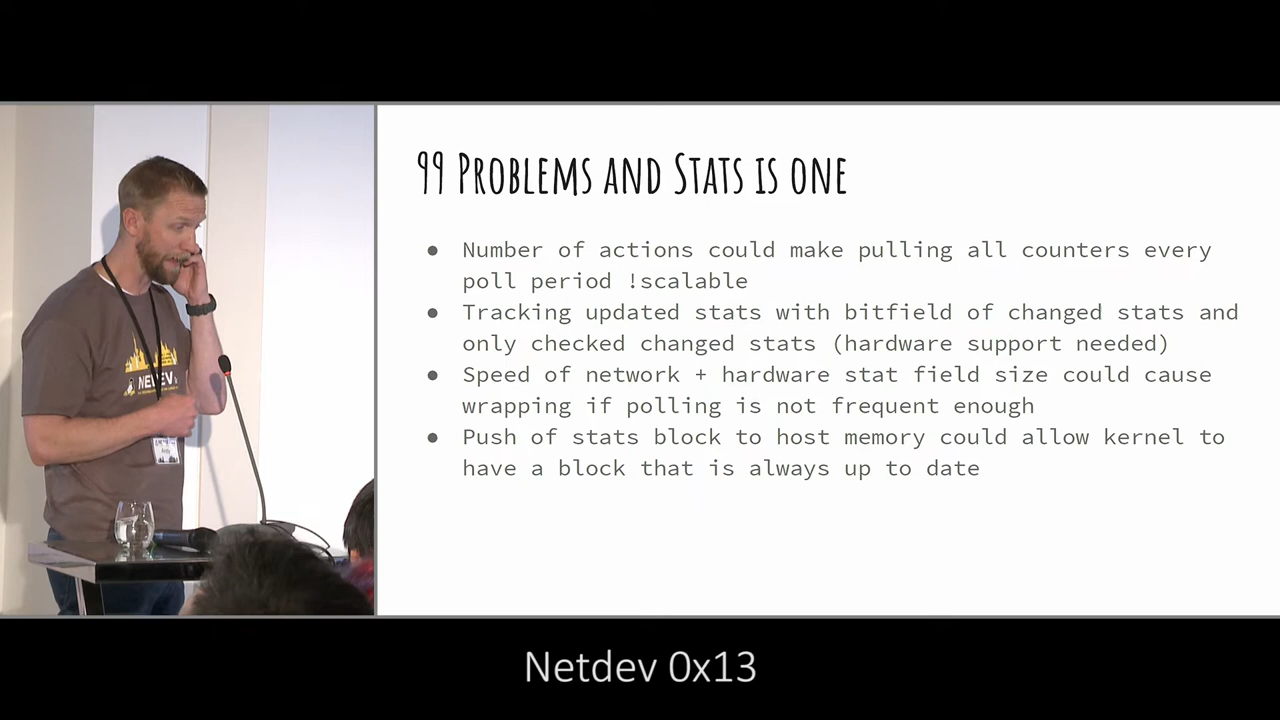 99 Problems and Stats is one
● Number of actions could make pulling all counters every
poll period !scalable
● Tracking updated stats with bitfield of changed stats and
only checked changed stats (hardware support needed)
● Speed of network + hardware stat field size could cause
wrapping if polling is not frequent enough
● Push of stats block to host memory could allow kernel to
have a block that is always up to date
NETDEV
Andy
Netdev 0x13